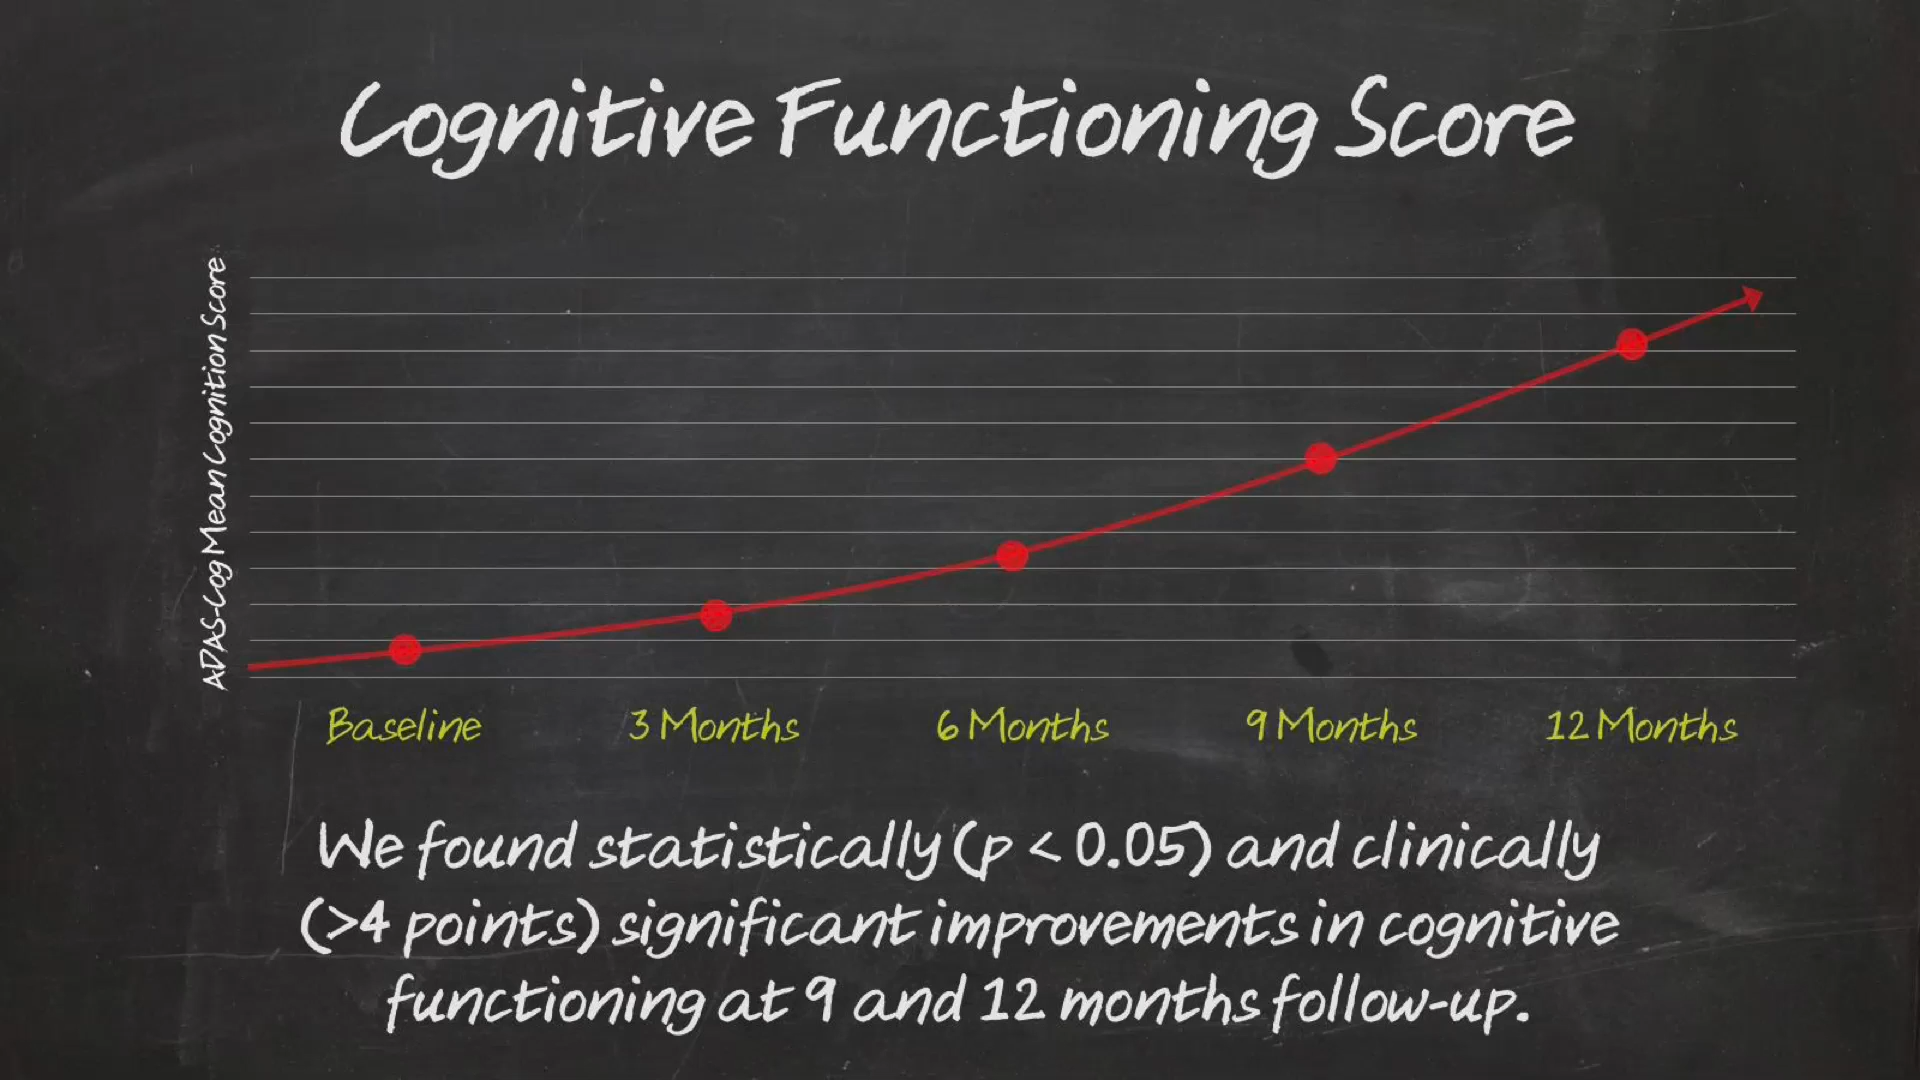 Cognitive Functioning Score
ADAS-Cog Mean Cognition Score
Baseline
3 Months
6 Months
9 Months
12 Months
We found statistically (p < 0.05) and clinically
(>4 points) significant improvements in cognitive
functioning at 9 and 12 months follow-up.